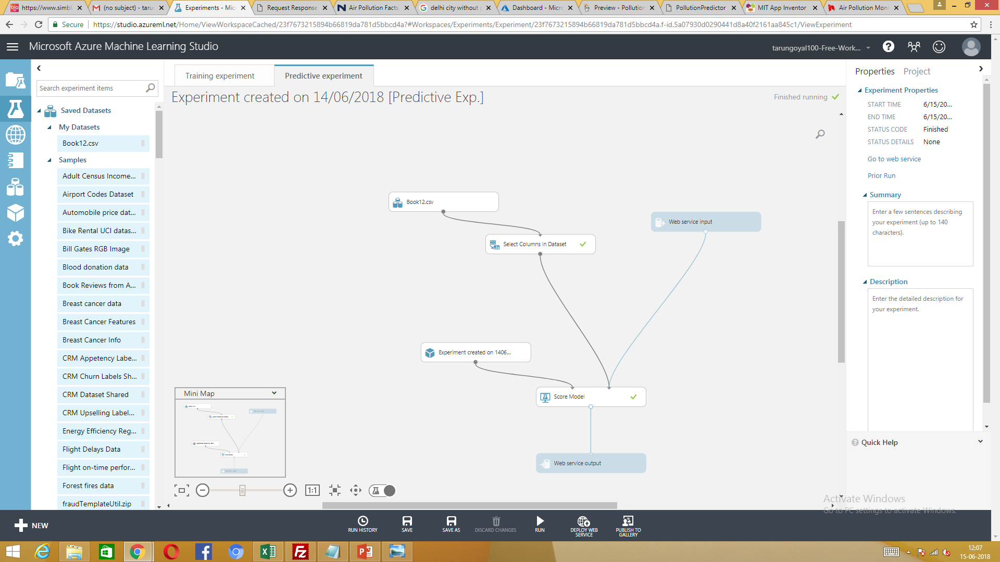 https://www.simbl
(no subject) - taru
Experiments - Mic
Request Response
Air Pollution Facts,
delhi city without p
Dashboard - Micro
Preview - Pollution
PollutionPredictor
MIT App Inventor
Air Pollution Moni
Secure
https://studio.azureml.net/Home/ViewWorkspaceCached/23f7673215894b66819da781d5bbcd4a?#Workspaces/Experiments/Experiment/23f7673215894b66819da781d5bbcd4a.f-id.5a07930d0290441d8a40f2161aa845c1/ViewExperiment
Microsoft Azure Machine Learning Studio
tarungoyal100-Free-Work...
Search experiment items
Saved Datasets
My Datasets
Book12.csv
Samples
Adult Census Income...
Airport Codes Dataset
Automobile price dat...
Bike Rental UCI datas...
Bill Gates RGB Image
Blood donation data
Book Reviews from A...
Breast cancer data
Breast Cancer Features
Breast Cancer Info
CRM Appetency Labe...
CRM Churn Labels Sh...
CRM Dataset Shared
CRM Upselling Label...
Energy Efficiency Reg...
Flight Delays Data
Flight on-time perfor...
Forest fires data
fraudTemplateUtil.zip
Training experiment
Predictive experiment
Experiment created on 14/06/2018 [Predictive Exp.]
Finished running
Book12.csv
Web service input
Select Columns in Dataset
Experiment created on 1406...
Score Model
Web service output
Mini Map
1:1
Properties
Project
Experiment Properties
START TIME 6/15/20...
END TIME 6/15/20...
STATUS CODE Finished
STATUS DETAILS None
Go to web service
Prior Run
Summary
Enter a few sentences describing
your experiment (up to 140
characters).
Description
Enter the detailed description for
your experiment.
Quick Help
Activate Windows
Go to PC settings to activate Windows.
NEW
RUN HISTORY
SAVE
SAVE AS
DISCARD CHANGES
RUN
DEPLOY WEB
SERVICE
PUBLISH TO
GALLERY
12:07
15-06-2018